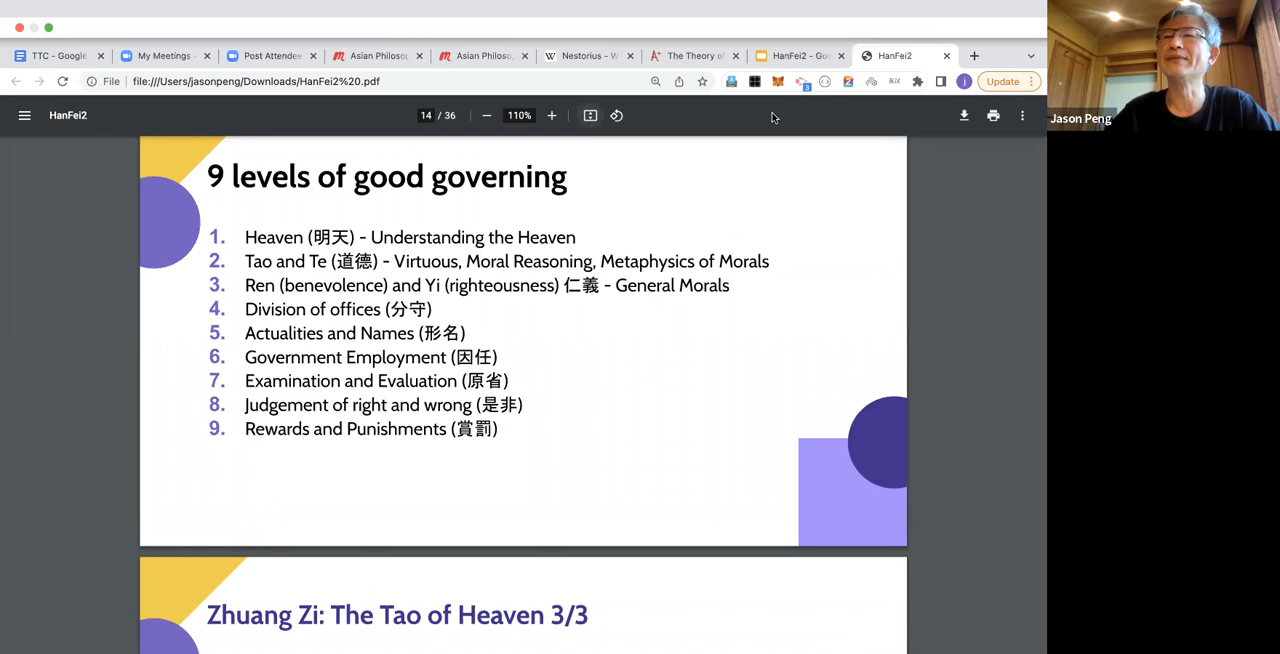 TTC - Google
My Meetings
Post Attendee
Asian Philoso
Asian Philoso
Nestorius - W
The Theory of
HanFei2 - Go
HanFei2
File
file:///Users/jasonpeng/Downloads/HanFei2%20.pdf
Update
HanFei2
14 / 36
110%
Jason Peng
9 levels of good governing
1. Heaven (明天) - Understanding the Heaven
2. Tao and Te (道德) - Virtuous, Moral Reasoning, Metaphysics of Morals
3. Ren (benevolence) and Yi (righteousness) 仁義 - General Morals
4. Division of offices (分守)
5. Actualities and Names (形名)
6. Government Employment (因任)
7. Examination and Evaluation (原省)
8. Judgement of right and wrong (是非)
9. Rewards and Punishments (賞罰)
Zhuang Zi: The Tao of Heaven 3/3